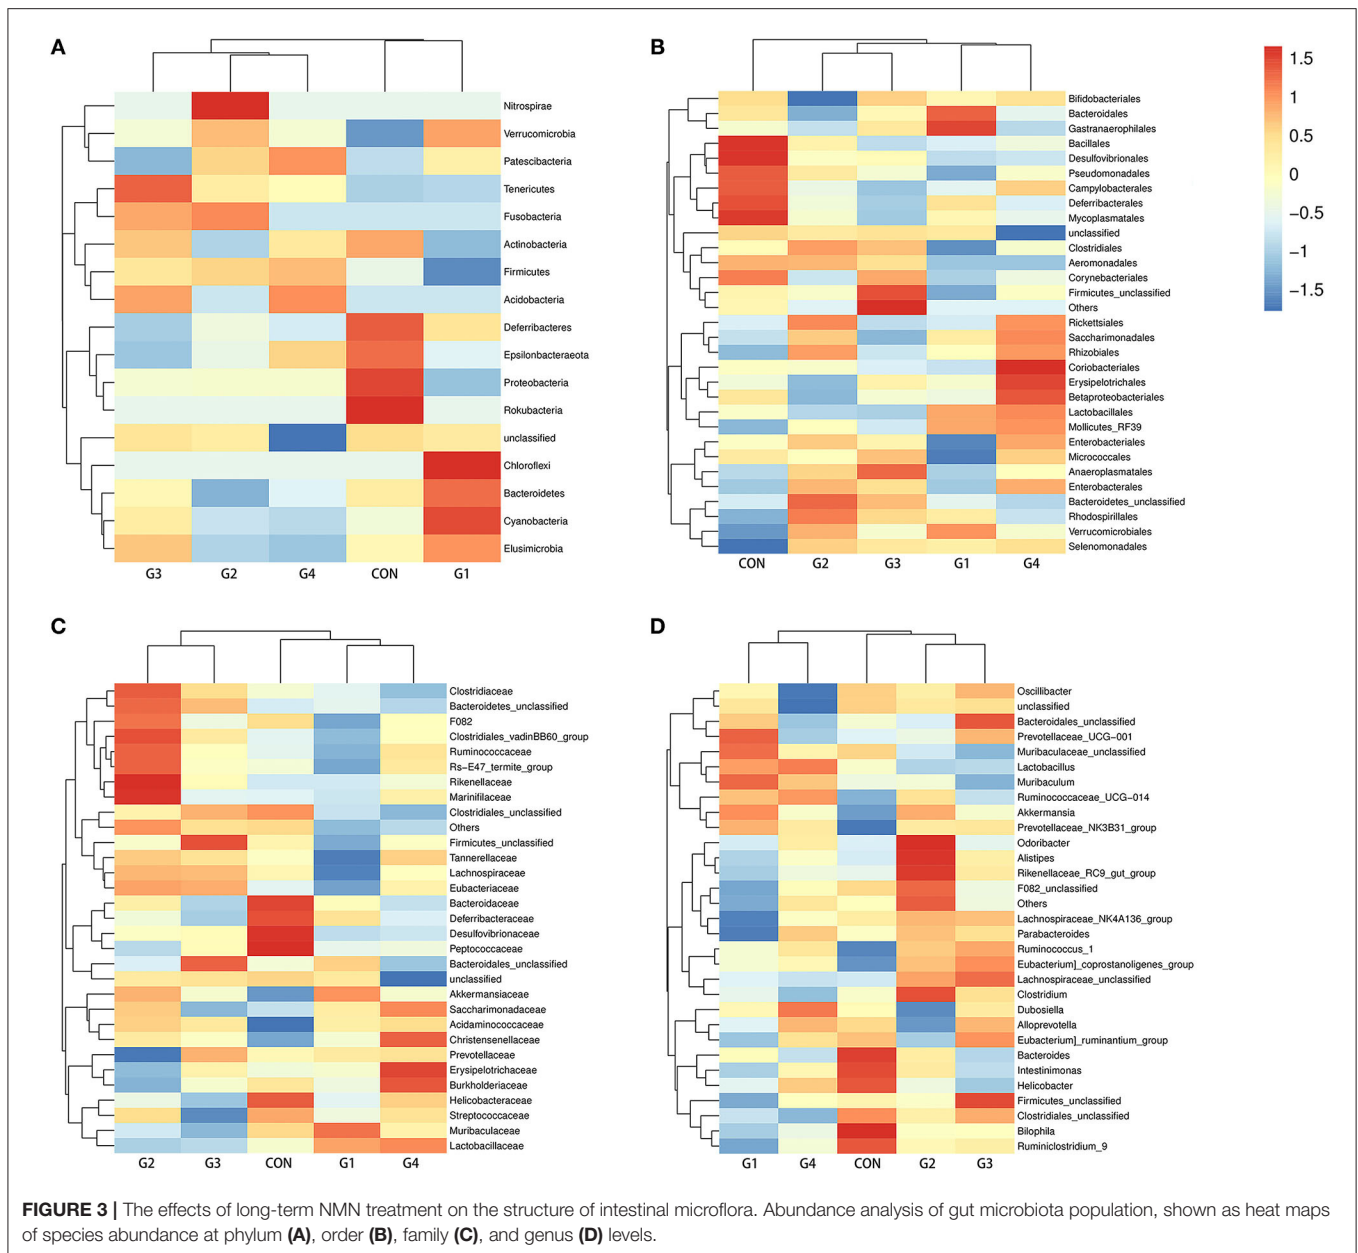 A
Nitrospirae
Verrucomicrobia
Patescibacteria
Tenericutes
Fusobacteria
Actinobacteria
Firmicutes
Acidobacteria
Deferribacteres
Epsilonbacteraeota
Proteobacteria
Rokubacteria
unclassified
Chloroflexi
Bacteroidetes
Cyanobacteria
Elusimicrobia
G3 G2 G4 CON G1
B
Bifidobacteriales
Bacteroidales
Gastranaerophilales
Bacillales
Desulfovibrionales
Pseudomonadales
Campylobacterales
Deferribacterales
Mycoplasmatales
unclassified
Clostridiales
Aeromonadales
Corynebacteriales
Firmicutes_unclassified
Others
Rickettsiales
Saccharimonadales
Rhizobiales
Coriobacteriales
Erysipelotrichales
Betaproteobacteriales
Lactobacillales
Mollicutes_RF39
Enterobacteriales
Micrococcales
Anaeroplasmatales
Enterobacterales
Bacteroidetes_unclassified
Rhodospirillales
Verrucomicrobiales
Selenomonadales
CON G2 G3 G1 G4
1.5
1
0.5
0
−0.5
−1
−1.5
C
Clostridiaceae
Bacteroidetes_unclassified
F082
Clostridiales_vadinBB60_group
Ruminococcaceae
Rs−E47_termite_group
Rikenellaceae
Marinifilaceae
Clostridiales_unclassified
Others
Firmicutes_unclassified
Tannerellaceae
Lachnospiraceae
Eubacteriaceae
Bacteroidaceae
Deferribacteraceae
Desulfovibrionaceae
Peptococcaceae
Bacteroidales_unclassified
unclassified
Akkermansiaceae
Saccharimonadaceae
Acidaminococcaceae
Christensenellaceae
Prevotellaceae
Erysipelotrichaceae
Burkholderiaceae
Helicobacteraceae
Streptococcaceae
Muribaculaceae
Lactobacillaceae
G2 G3 CON G1 G4
D
Oscillibacter
unclassified
Bacteroidales_unclassified
Prevotellaceae_UCG−001
Muribaculaceae_unclassified
Lactobacillus
Muribaculum
Ruminococcaceae_UCG−014
Akkermansia
Prevotellaceae_NK3B31_group
Odoribacter
Alistipes
Rikenellaceae_RC9_gut_group
F082_unclassified
Others
Lachnospiraceae_NK4A136_group
Parabacteroides
Ruminococcus_1
Eubacterium]_coprostanoligenes_group
Lachnospiraceae_unclassified
Clostridium
Dubosiella
Alloprevotella
Eubacterium]_ruminantium_group
Bacteroides
Intestinimonas
Helicobacter
Firmicutes_unclassified
Clostridiales_unclassified
Bilophila
Ruminiclostridium_9
G1 G4 CON G2 G3
FIGURE 3 | The effects of long-term NMN treatment on the structure of intestinal microflora. Abundance analysis of gut microbiota population, shown as heat maps
of species abundance at phylum (A), order (B), family (C), and genus (D) levels.